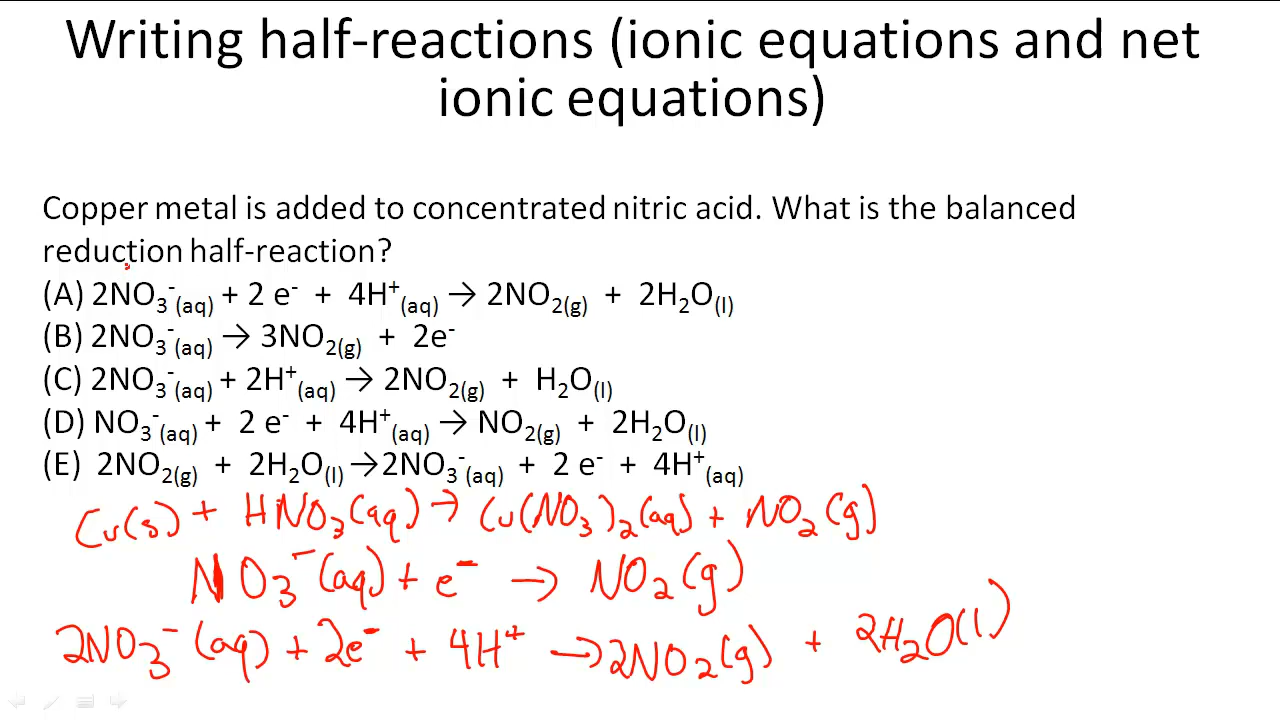 Writing half-reactions (ionic equations and net
ionic equations)
Copper metal is added to concentrated nitric acid. What is the balanced
reduction half-reaction?
(A) 2NO₃⁻(aq) + 2 e⁻ + 4H⁺(aq) → 2NO₂(g) + 2H₂O(l)
(B) 2NO₃⁻(aq) → 3NO₂(g) + 2e⁻
(C) 2NO₃⁻(aq) + 2H⁺(aq) → 2NO₂(g) + H₂O(l)
(D) NO₃⁻(aq) + 2 e⁻ + 4H⁺(aq) → NO₂(g) + 2H₂O(l)
(E) 2NO₂(g) + 2H₂O(l) →2NO₃⁻(aq) + 2 e⁻ + 4H⁺(aq)
Cu(s) + HNO₃(aq) → Cu(NO₃)₂(aq) + NO₂(g)
NO₃⁻(aq) + e⁻ → NO₂(g)
2NO₃⁻(aq) + 2e⁻ + 4H⁺ → 2NO₂(g) + 2H₂O(l)